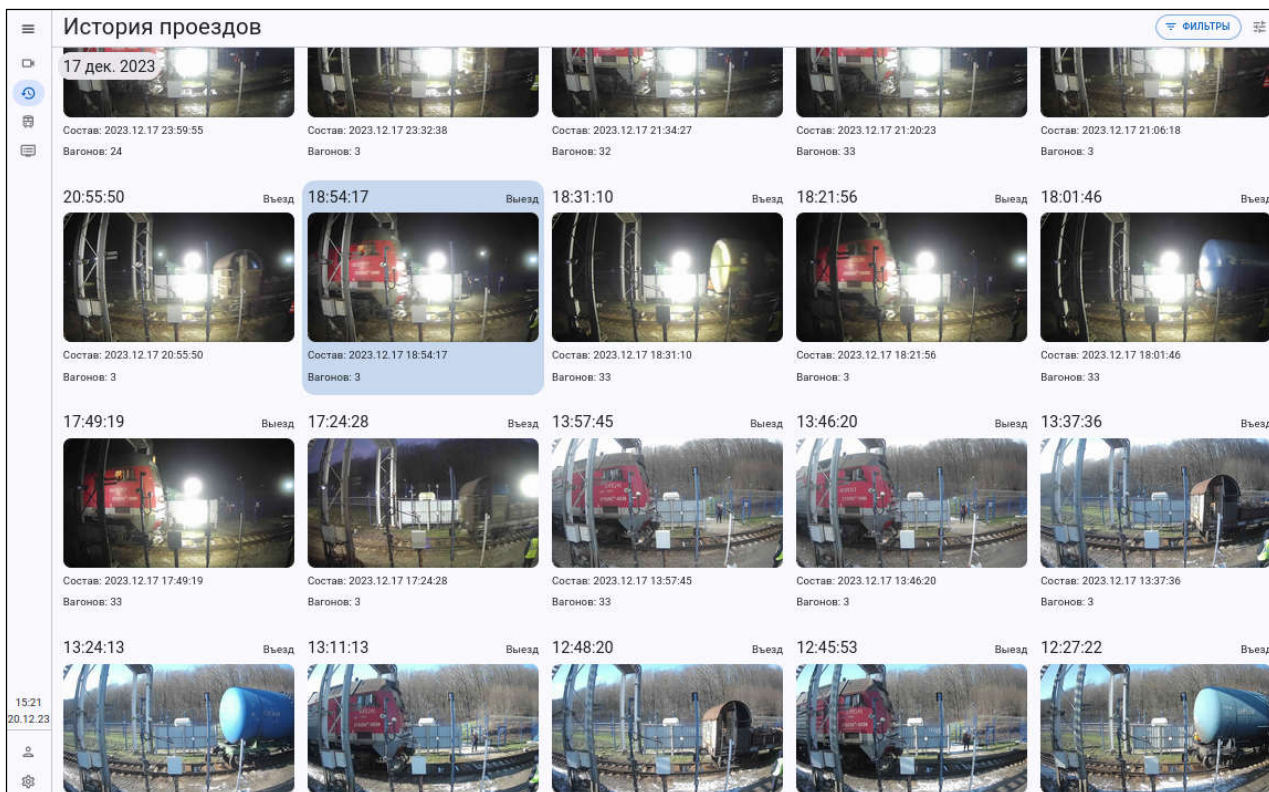 История проездов
ФИЛЬТРЫ
17 дек. 2023
Состав: 2023.12.17 23:59:55
Вагонов: 24
Состав: 2023.12.17 23:32:38
Вагонов: 3
Состав: 2023.12.17 21:34:27
Вагонов: 32
Состав: 2023.12.17 21:20:23
Вагонов: 33
Состав: 2023.12.17 21:06:18
Вагонов: 3
20:55:50 Въезд
Состав: 2023.12.17 20:55:50
Вагонов: 3
18:54:17 Выезд
Состав: 2023.12.17 18:54:17
Вагонов: 3
18:31:10 Въезд
Состав: 2023.12.17 18:31:10
Вагонов: 33
18:21:56 Выезд
Состав: 2023.12.17 18:21:56
Вагонов: 3
18:01:46 Въезд
Состав: 2023.12.17 18:01:46
Вагонов: 33
17:49:19 Выезд
Состав: 2023.12.17 17:49:19
Вагонов: 33
17:24:28 Въезд
Состав: 2023.12.17 17:24:28
Вагонов: 3
13:57:45 Выезд
Состав: 2023.12.17 13:57:45
Вагонов: 33
13:46:20 Выезд
Состав: 2023.12.17 13:46:20
Вагонов: 3
13:37:36 Въезд
Состав: 2023.12.17 13:37:36
Вагонов: 3
13:24:13 Въезд
13:11:13 Выезд
12:48:20 Въезд
12:45:53 Выезд
12:27:22 Въезд
15:21
20.12.23